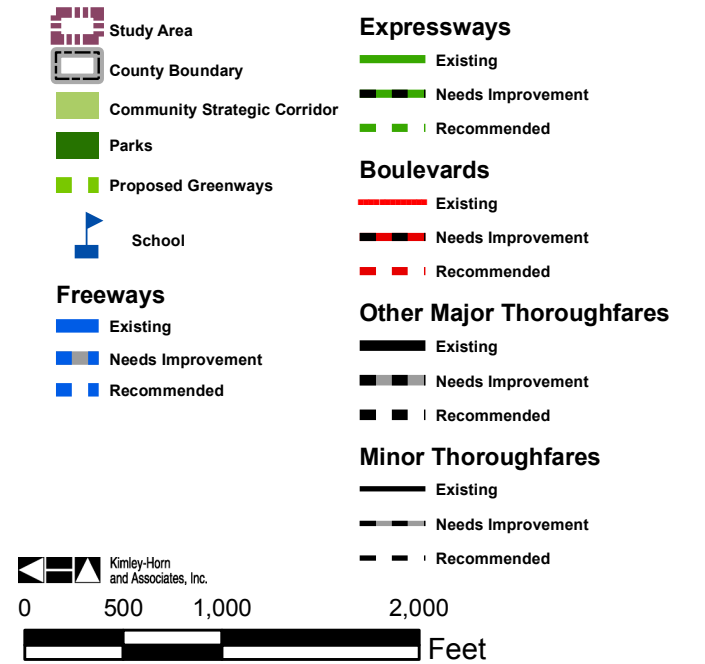 Study Area
County Boundary
Community Strategic Corridor
Parks
Proposed Greenways
School
Freeways
Existing
Needs Improvement
Recommended
Expressways
Existing
Needs Improvement
Recommended
Boulevards
Existing
Needs Improvement
Recommended
Other Major Thoroughfares
Existing
Needs Improvement
Recommended
Minor Thoroughfares
Existing
Needs Improvement
Recommended
Kimley-Horn
and Associates, Inc.
0 500 1,000 2,000
Feet